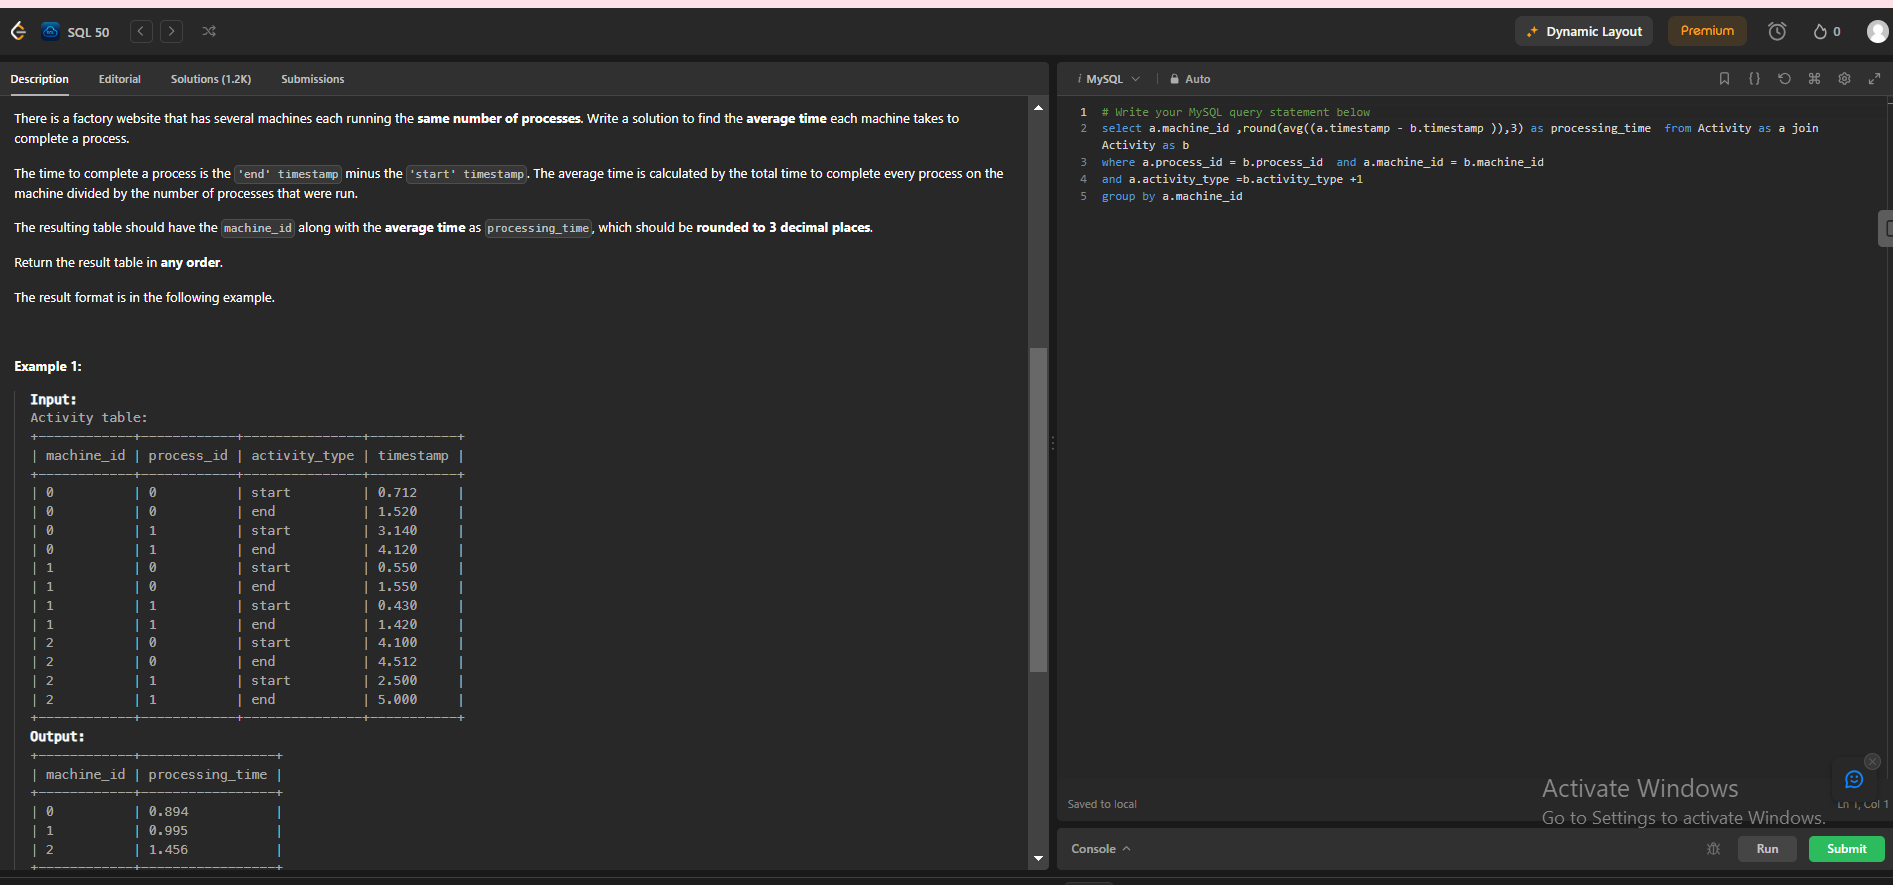 SQL 50
Dynamic Layout
Premium
0
Description
Editorial
Solutions (1.2K)
Submissions
There is a factory website that has several machines each running the same number of processes. Write a solution to find the average time each machine takes to
complete a process.
The time to complete a process is the 'end' timestamp minus the 'start' timestamp. The average time is calculated by the total time to complete every process on the
machine divided by the number of processes that were run.
The resulting table should have the machine_id along with the average time as processing_time, which should be rounded to 3 decimal places.
Return the result table in any order.
The result format is in the following example.
Example 1:
Input:
Activity table:
+------------+------------+---------------+-----------+
| machine_id | process_id | activity_type | timestamp |
+------------+------------+---------------+-----------+
| 0          | 0          | start         | 0.712     |
| 0          | 0          | end           | 1.520     |
| 0          | 1          | start         | 3.140     |
| 0          | 1          | end           | 4.120     |
| 1          | 0          | start         | 0.550     |
| 1          | 0          | end           | 1.550     |
| 1          | 1          | start         | 0.430     |
| 1          | 1          | end           | 1.420     |
| 2          | 0          | start         | 4.100     |
| 2          | 0          | end           | 4.512     |
| 2          | 1          | start         | 2.500     |
| 2          | 1          | end           | 5.000     |
+------------+------------+---------------+-----------+
Output:
+------------+-----------------+
| machine_id | processing_time |
+------------+-----------------+
| 0          | 0.894           |
| 1          | 0.995           |
| 2          | 1.456           |
+------------+-----------------+
i MySQL
Auto
1 # Write your MySQL query statement below
2 select a.machine_id ,round(avg((a.timestamp - b.timestamp )),3) as processing_time  from Activity as a join
Activity as b
3 where a.process_id = b.process_id  and a.machine_id = b.machine_id
4 and a.activity_type =b.activity_type +1
5 group by a.machine_id
Saved to local
Ln 1, Col 1
Activate Windows
Go to Settings to activate Windows.
Console
Run
Submit